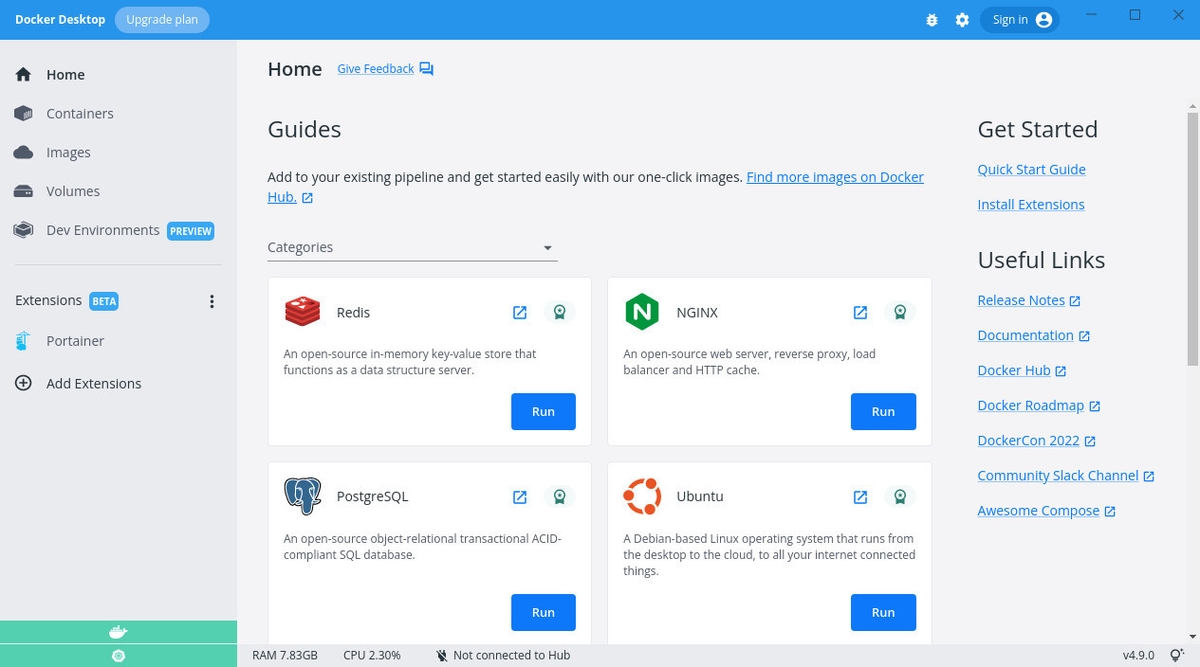 Docker Desktop
Upgrade plan
Sign in
Home
Containers
Images
Volumes
Dev Environments PREVIEW
Extensions BETA
Portainer
Add Extensions
Home
Give Feedback
Guides
Add to your existing pipeline and get started easily with our one-click images. Find more images on Docker
Hub.
Categories
Redis
An open-source in-memory key-value store that
functions as a data structure server.
Run
N
NGINX
An open-source web server, reverse proxy, load
balancer and HTTP cache.
Run
PostgreSQL
An open-source object-relational transactional ACID-
compliant SQL database.
Run
Ubuntu
A Debian-based Linux operating system that runs from
the desktop to the cloud, to all your internet connected
things.
Run
Get Started
Quick Start Guide
Install Extensions
Useful Links
Release Notes
Documentation
Docker Hub
Docker Roadmap
DockerCon 2022
Community Slack Channel
Awesome Compose
RAM 7.83GB
CPU 2.30%
Not connected to Hub
v4.9.0